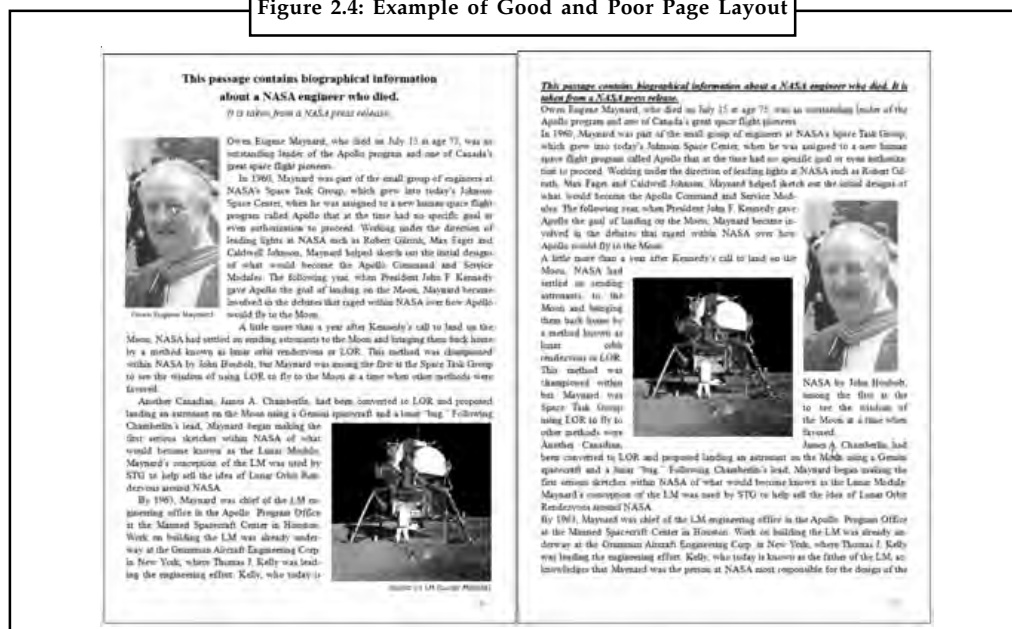 Figure 2.4: Example of Good and Poor Page Layout
This passage contains biographical information
about a NASA engineer who died.
It is taken from a NASA press release.
Owen Eugene Maynard, who died on July 15 at age 75, was an
outstanding leader of the Apollo program and one of Canada's
great space flight pioneers.
In 1960, Maynard was part of the small group of engineers at
NASA's Space Task Group, which grew into today's Johnson
Space Center, when he was assigned to a new human space flight
program called Apollo that at the time had no specific goal or
even authorization to proceed. Working under the direction of
leading lights at NASA such as Robert Gilruth, Max Faget and
Caldwell Johnson, Maynard helped sketch out the initial designs
of what would become the Apollo Command and Service
Modules. The following year, when President John F. Kennedy
gave Apollo the goal of landing on the Moon, Maynard became
involved in the debates that raged within NASA over how Apollo
would fly to the Moon.
Owen Eugene Maynard
A little more than a year after Kennedy's call to land on the
Moon, NASA had settled on sending astronauts to the Moon and bringing them back home
by a method known as lunar orbit rendezvous or LOR. This method was championed
within NASA by John Houbolt, but Maynard was among the first at the Space Task Group
to see the wisdom of using LOR to fly to the Moon at a time when other methods were
favored.
Another Canadian, James A. Chamberlin, had been converted to LOR and proposed
landing an astronaut on the Moon using a Gemini spacecraft and a lunar "bug." Following
Chamberlin's lead, Maynard began making the
first serious sketches within NASA of what
would become known as the Lunar Module.
Maynard's conception of the LM was used by
STG to help sell the idea of Lunar Orbit Ren-
dezvous around NASA.
By 1963, Maynard was chief of the LM en-
gineering office in the Apollo Program Office
at the Manned Spacecraft Center in Houston.
Work on building the LM was already under-
way at the Grumman Aircraft Engineering Corp.
in New York, where Thomas J. Kelly was lead-
ing the engineering effort. Kelly, who today is
This passage contains biographical information about a NASA engineer who died. It is
taken from a NASA press release.
Owen Eugene Maynard, who died on July 15 at age 75, was an outstanding leader of the
Apollo program and one of Canada's great space flight pioneers.
In 1960, Maynard was part of the small group of engineers at NASA's Space Task Group,
which grew into today's Johnson Space Center, when he was assigned to a new human
space flight program called Apollo that at the time had no specific goal or even authoriza-
tion to proceed. Working under the direction of leading lights at NASA such as Robert Gil-
ruth, Max Faget and Caldwell Johnson, Maynard helped sketch out the initial designs of
what would become the Apollo Command and Service Mod-
ules. The following year, when President John F. Kennedy gave
Apollo the goal of landing on the Moon, Maynard became in-
volved in the debates that raged within NASA over how
Apollo would fly to the Moon.
A little more than a year after Kennedy's call to land on the
Moon, NASA had
settled on sending
astronauts to the
Moon and bringing
them back home by
a method known as
lunar orbit
rendezvous or LOR.
This method was
championed within
NASA by John Houbolt,
but Maynard was
among the first at the
Space Task Group
to see the wisdom of
using LOR to fly to
the Moon at a time when
other methods were
favored.
Another Canadian,
James A. Chamberlin, had
been converted to LOR and proposed landing an astronaut on the Moon using a Gemini
spacecraft and a lunar "bug." Following Chamberlin's lead, Maynard began making the
first serious sketches within NASA of what would become known as the Lunar Module.
Maynard's conception of the LM was used by STG to help sell the idea of Lunar Orbit
Rendezvous around NASA.
By 1963, Maynard was chief of the LM engineering office in the Apollo Program Office
at the Manned Spacecraft Center in Houston. Work on building the LM was already un-
derway at the Grumman Aircraft Engineering Corp. in New York, where Thomas J. Kelly
was leading the engineering effort. Kelly, who today is known as the father of the LM, ac-
knowledges that Maynard was the person at NASA most responsible for the design of the